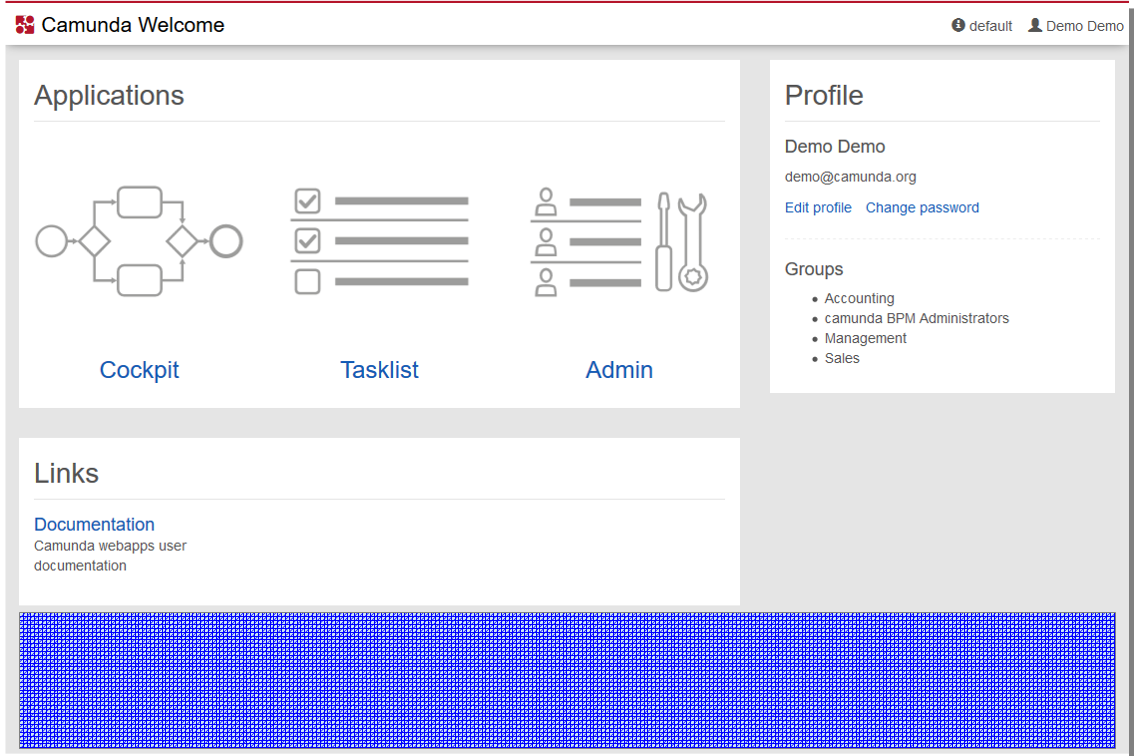 Camunda Welcome
default
Demo Demo
Applications
Cockpit
Tasklist
Admin
Profile
Demo Demo
demo@camunda.org
Edit profile Change password
Groups
Accounting
camunda BPM Administrators
Management
Sales
Links
Documentation
Camunda webapps user
documentation